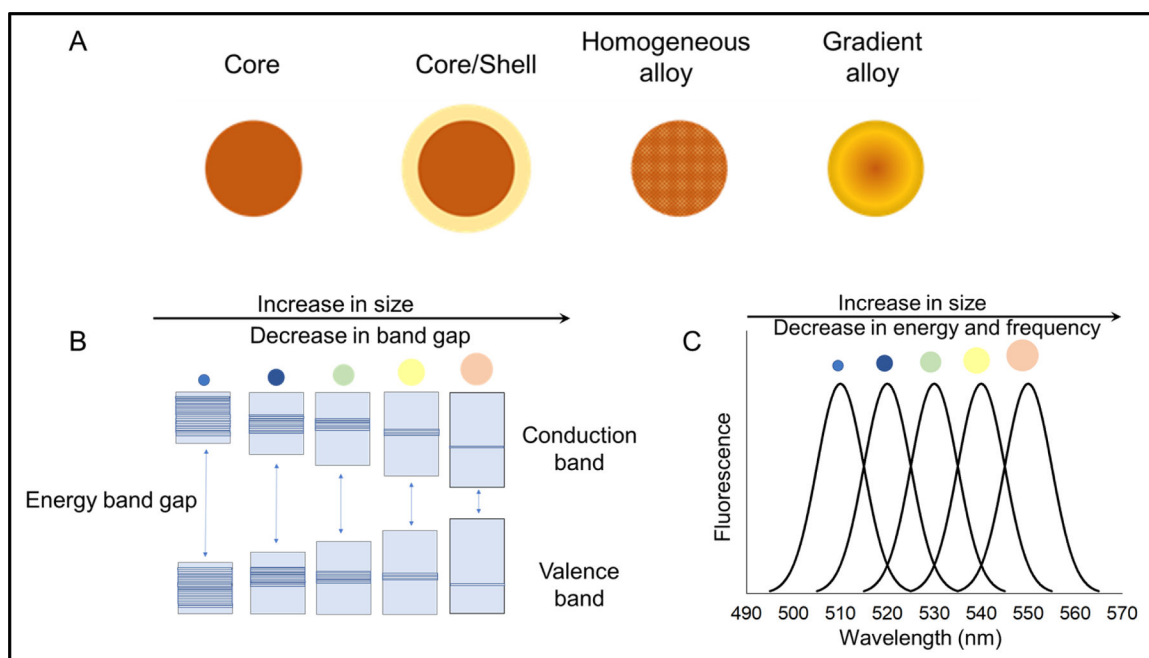 A
Core
Core/Shell
Homogeneous
alloy
Gradient
alloy
B
Increase in size
Decrease in band gap
Conduction
band
Energy band gap
Valence
band
C
Increase in size
Decrease in energy and frequency
Fluorescence
490 500 510 520 530 540 550 560 570
Wavelength (nm)